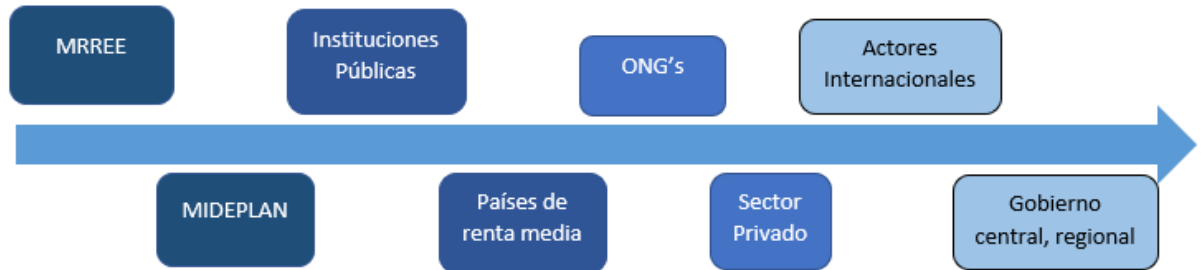 MRREE
Instituciones
Públicas
ONG's
Actores
Internacionales
MIDEPLAN
Países de
renta media
Sector
Privado
Gobierno
central, regional